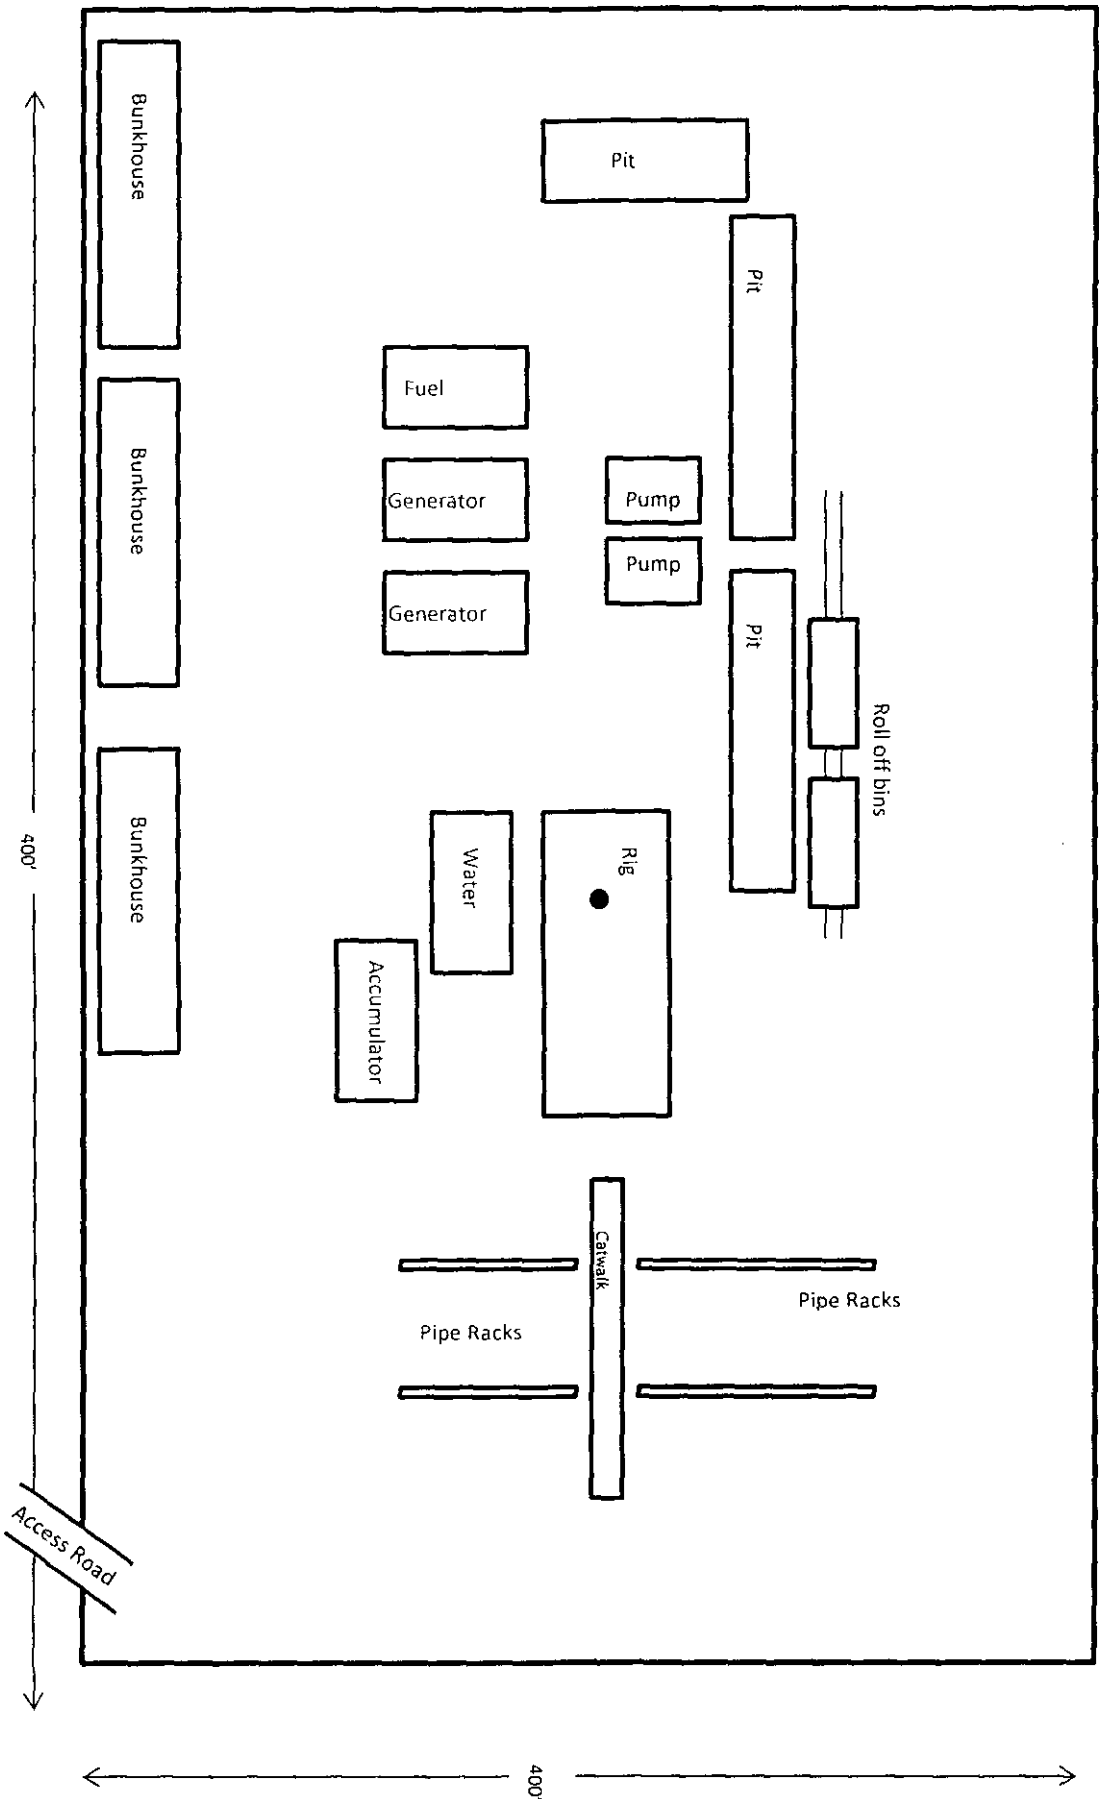 Bunkhouse
Pit
Pit
Fuel
Bunkhouse
Generator
Pump
Pump
Generator
Pit
Roll off bins
Bunkhouse
Water
Rig
Accumulator
400'
Catwalk
Pipe Racks
Pipe Racks
Access Road
400'